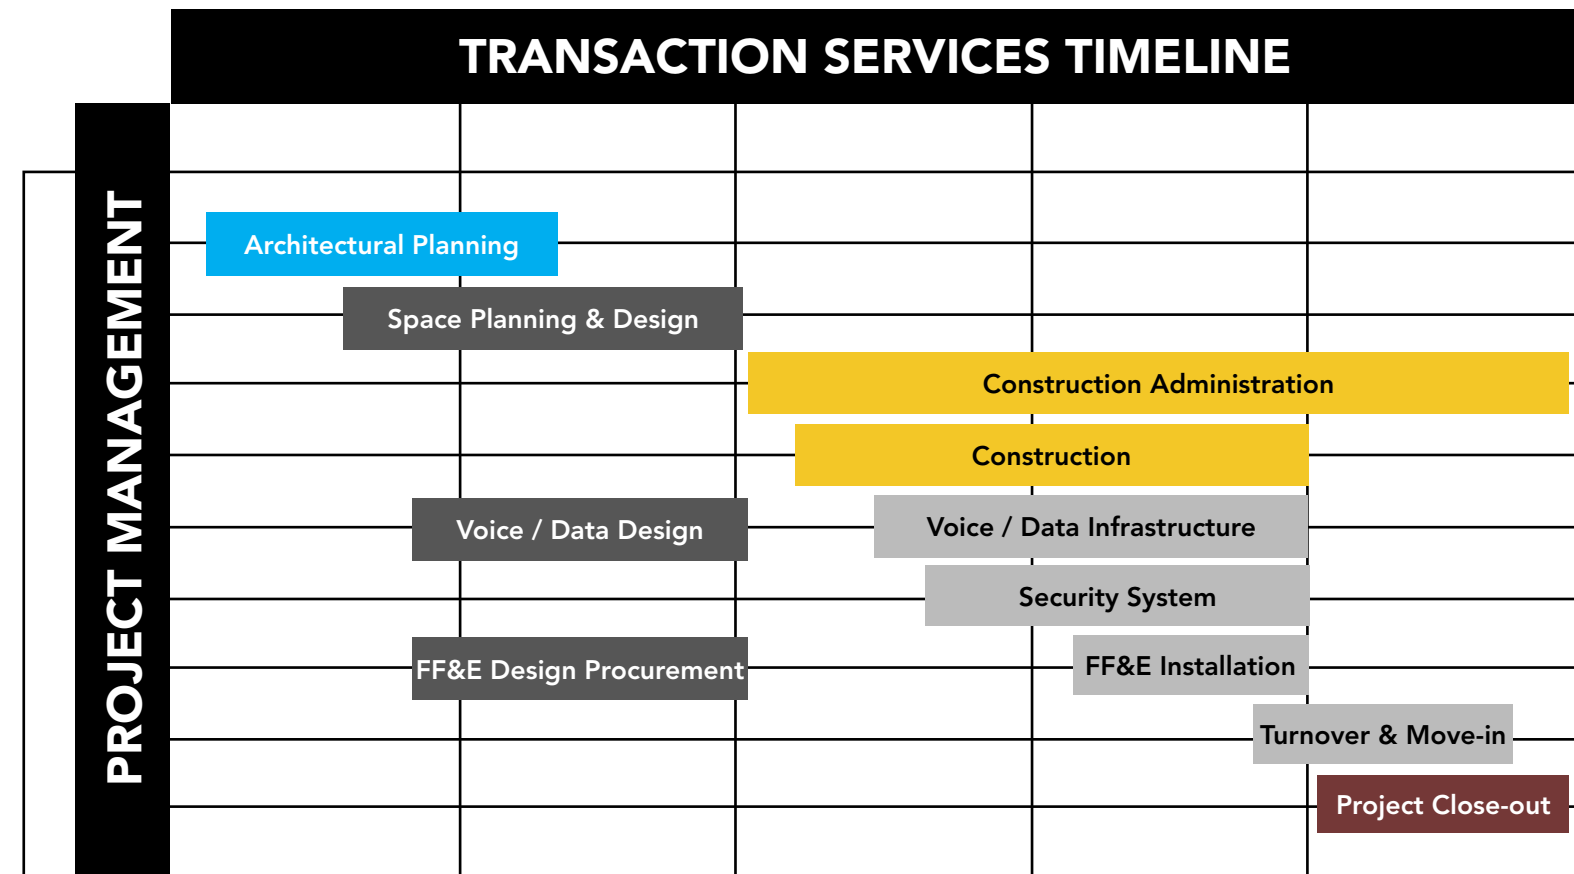 TRANSACTION SERVICES TIMELINE
PROJECT MANAGEMENT
Architectural Planning
Space Planning & Design
Construction Administration
Construction
Voice / Data Design
Voice / Data Infrastructure
Security System
FF&E Design Procurement
FF&E Installation
Turnover & Move-in
Project Close-out